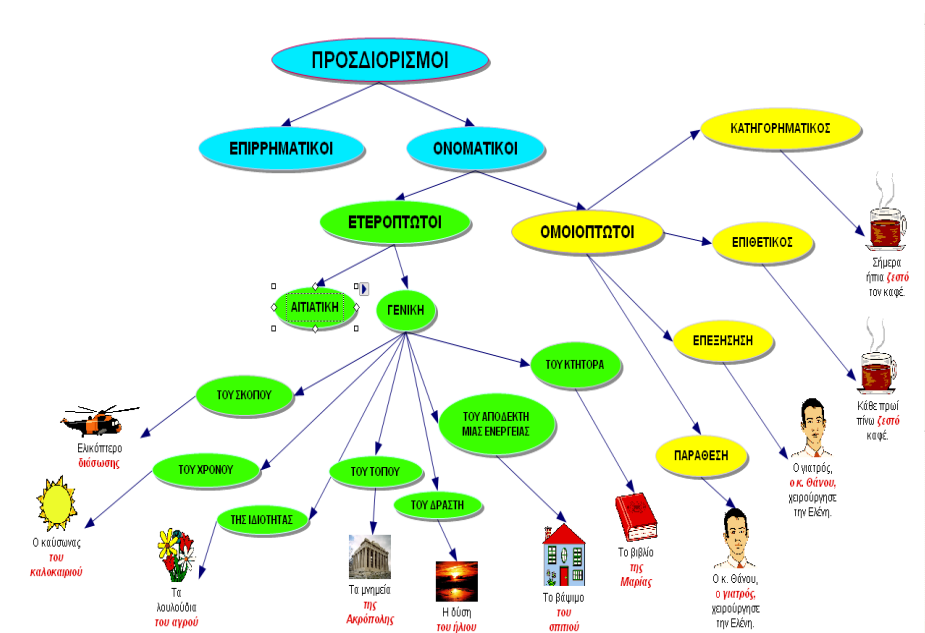 ΠΡΟΣΔΙΟΡΙΣΜΟΙ
ΕΠΙΡΡΗΜΑΤΙΚΟΙ
ΟΝΟΜΑΤΙΚΟΙ
ΚΑΤΗΓΟΡΗΜΑΤΙΚΟΣ
ΕΤΕΡΟΠΤΩΤΟΙ
ΟΜΟΙΟΠΤΩΤΟΙ
ΕΠΙΘΕΤΙΚΟΣ
Σήμερα
ήπια ζεστό
τον καφέ.
ΑΙΤΙΑΤΙΚΗ
ΓΕΝΙΚΗ
ΕΠΕΞΗΣΗΣΗ
ΤΟΥ ΚΤΗΤΟΡΑ
ΤΟΥ ΣΚΟΠΟΥ
ΤΟΥ ΑΠΟΔΕΚΤΗ
ΜΙΑΣ ΕΝΕΡΓΕΙΑΣ
Κάθε πρωί
πίνω ζεστό
καφέ.
Ελικόπτερο
διάσωσης
ΠΑΡΑΘΕΣΗ
ΤΟΥ ΧΡΟΝΟΥ
ΤΟΥ ΤΟΠΟΥ
Ο γιατρός,
ο κ. Θάνου,
χειρούργησε
την Ελένη.
ΤΟΥ ΔΡΑΣΤΗ
ΤΗΣ ΙΔΙΟΤΗΤΑΣ
Ο καύσωνας
του
καλοκαιριού
Το βιβλίο
της
Μαρίας
Τα
λουλούδια
του αγρού
Τα μνημεία
της
Ακρόπολης
Η δύση
του ήλιου
Το βάψιμο
του
σπιτιού
Ο κ. Θάνου,
ο γιατρός,
χειρούργησε
την Ελένη.